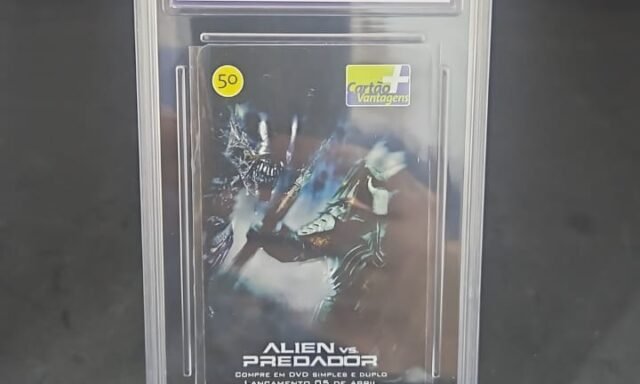 50
Cartão
Vantagens
ALIEN VS.
PREDADOR
COMPRE EM DVD SIMPLES E DUPLO
LANÇAMENTO 05 DE ABRIL